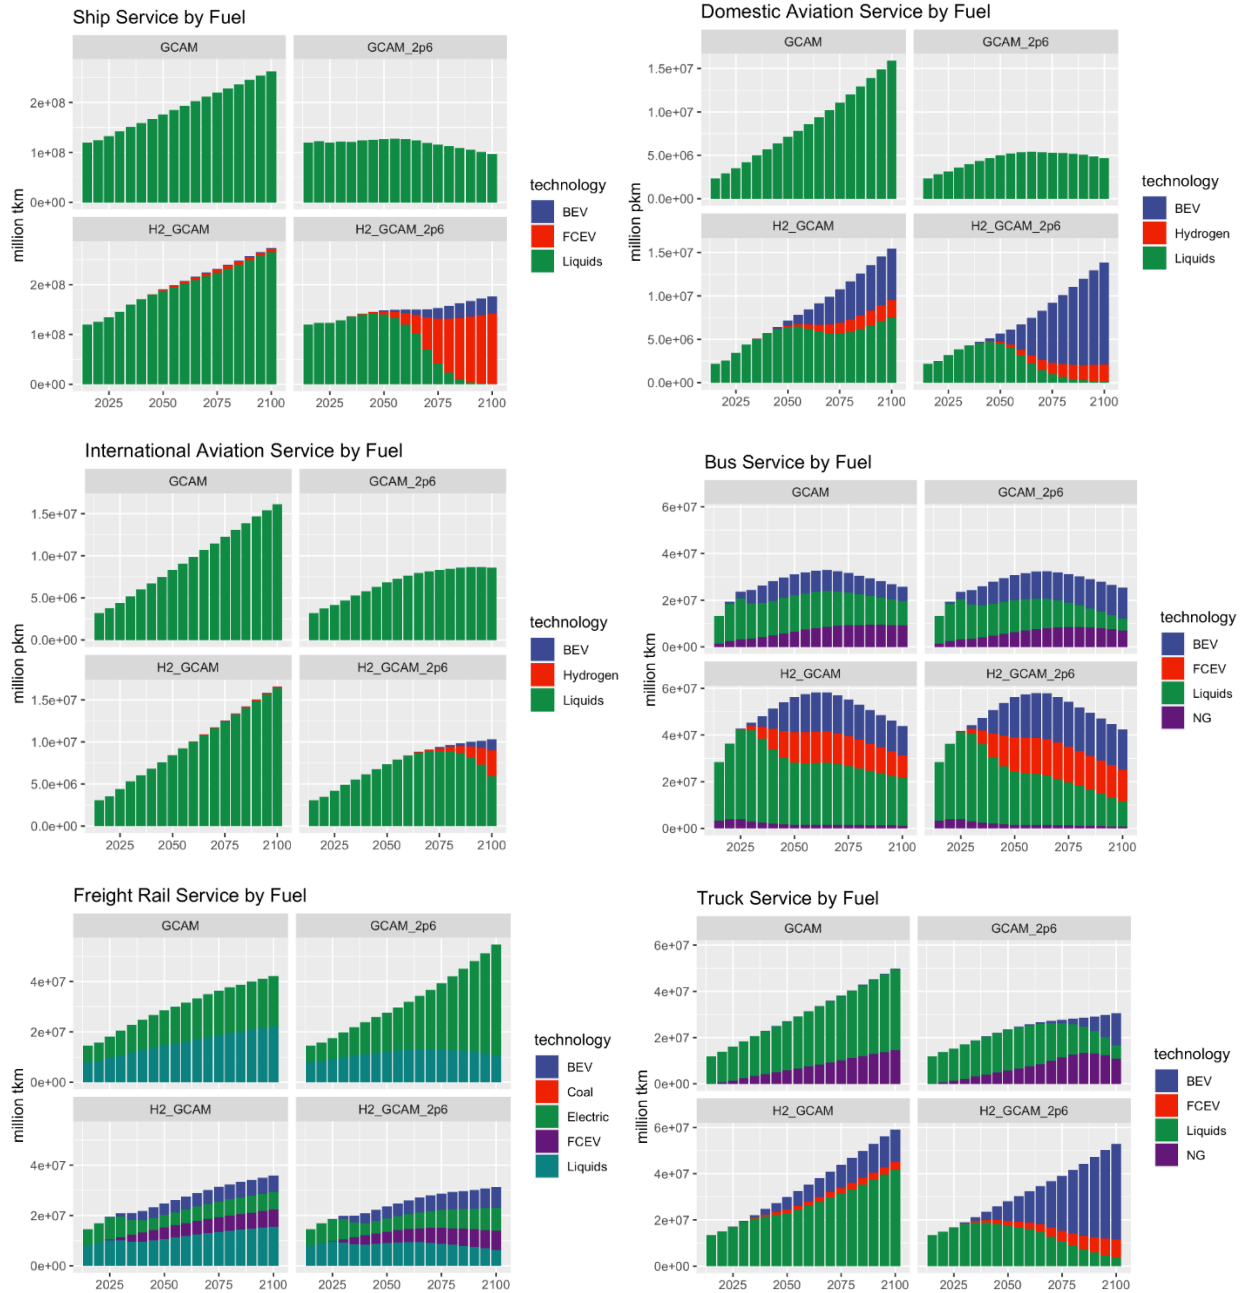 Ship Service by Fuel
GCAM
GCAM_2p6
2e+08
1e+08
0e+00
H2_GCAM
H2_GCAM_2p6
2e+08
1e+08
0e+00
2025 2050 2075 2100
2025 2050 2075 2100
million tkm
technology
BEV
FCEV
Liquids
Domestic Aviation Service by Fuel
GCAM
GCAM_2p6
1.5e+07
1.0e+07
5.0e+06
0.0e+00
H2_GCAM
H2_GCAM_2p6
1.5e+07
1.0e+07
5.0e+06
0.0e+00
2025 2050 2075 2100
2025 2050 2075 2100
million pkm
technology
BEV
Hydrogen
Liquids
International Aviation Service by Fuel
GCAM
GCAM_2p6
1.5e+07
1.0e+07
5.0e+06
0.0e+00
H2_GCAM
H2_GCAM_2p6
1.5e+07
1.0e+07
5.0e+06
0.0e+00
2025 2050 2075 2100
2025 2050 2075 2100
million pkm
technology
BEV
Hydrogen
Liquids
Bus Service by Fuel
GCAM
GCAM_2p6
6e+07
4e+07
2e+07
0e+00
H2_GCAM
H2_GCAM_2p6
6e+07
4e+07
2e+07
0e+00
2025 2050 2075 2100
2025 2050 2075 2100
million tkm
technology
BEV
FCEV
Liquids
NG
Freight Rail Service by Fuel
GCAM
GCAM_2p6
4e+07
2e+07
0e+00
H2_GCAM
H2_GCAM_2p6
4e+07
2e+07
0e+00
2025 2050 2075 2100
2025 2050 2075 2100
million tkm
technology
BEV
Coal
Electric
FCEV
Liquids
Truck Service by Fuel
GCAM
GCAM_2p6
6e+07
4e+07
2e+07
0e+00
H2_GCAM
H2_GCAM_2p6
6e+07
4e+07
2e+07
0e+00
2025 2050 2075 2100
2025 2050 2075 2100
million tkm
technology
BEV
FCEV
Liquids
NG